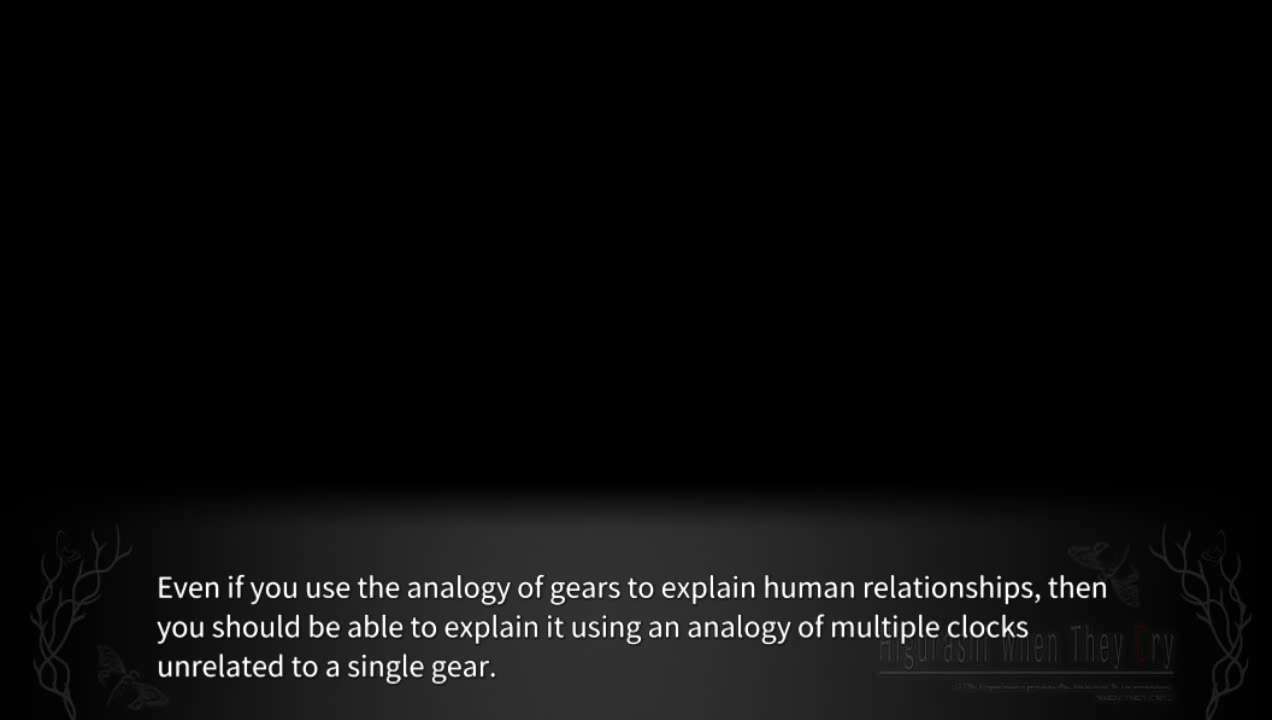 Even if you use the analogy of gears to explain human relationships, then
you should be able to explain it using an analogy of multiple clocks
unrelated to a single gear.
Higurashi When They Cry